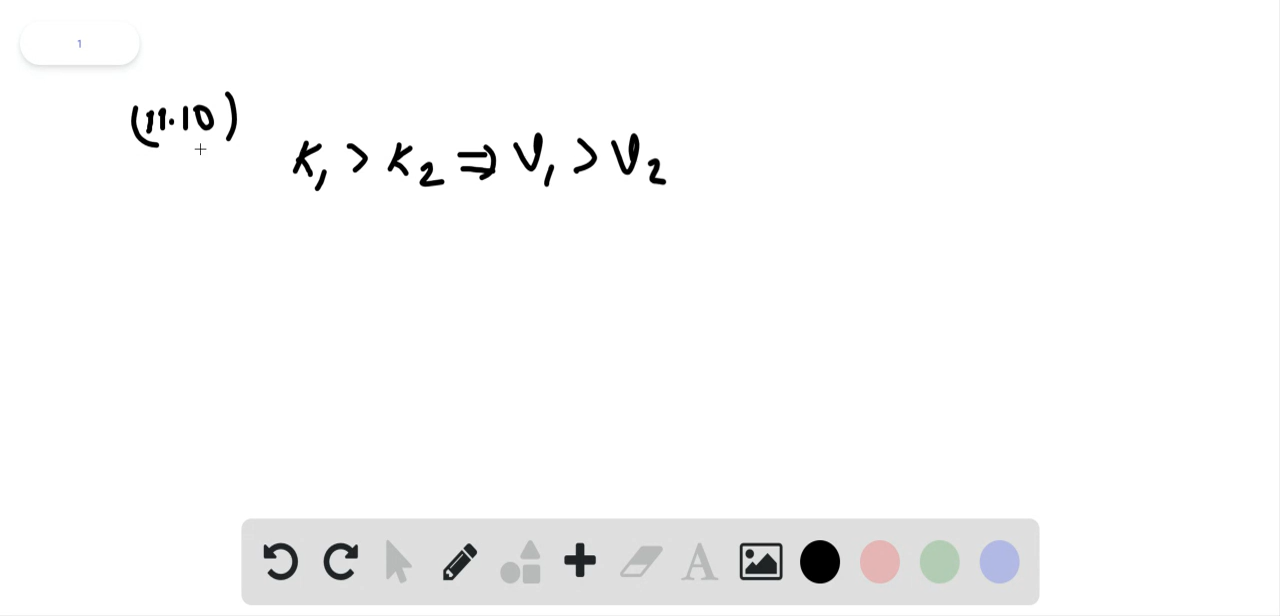 1
(11.10)
K₁ > K₂ ⇒ V₁ > V₂
A